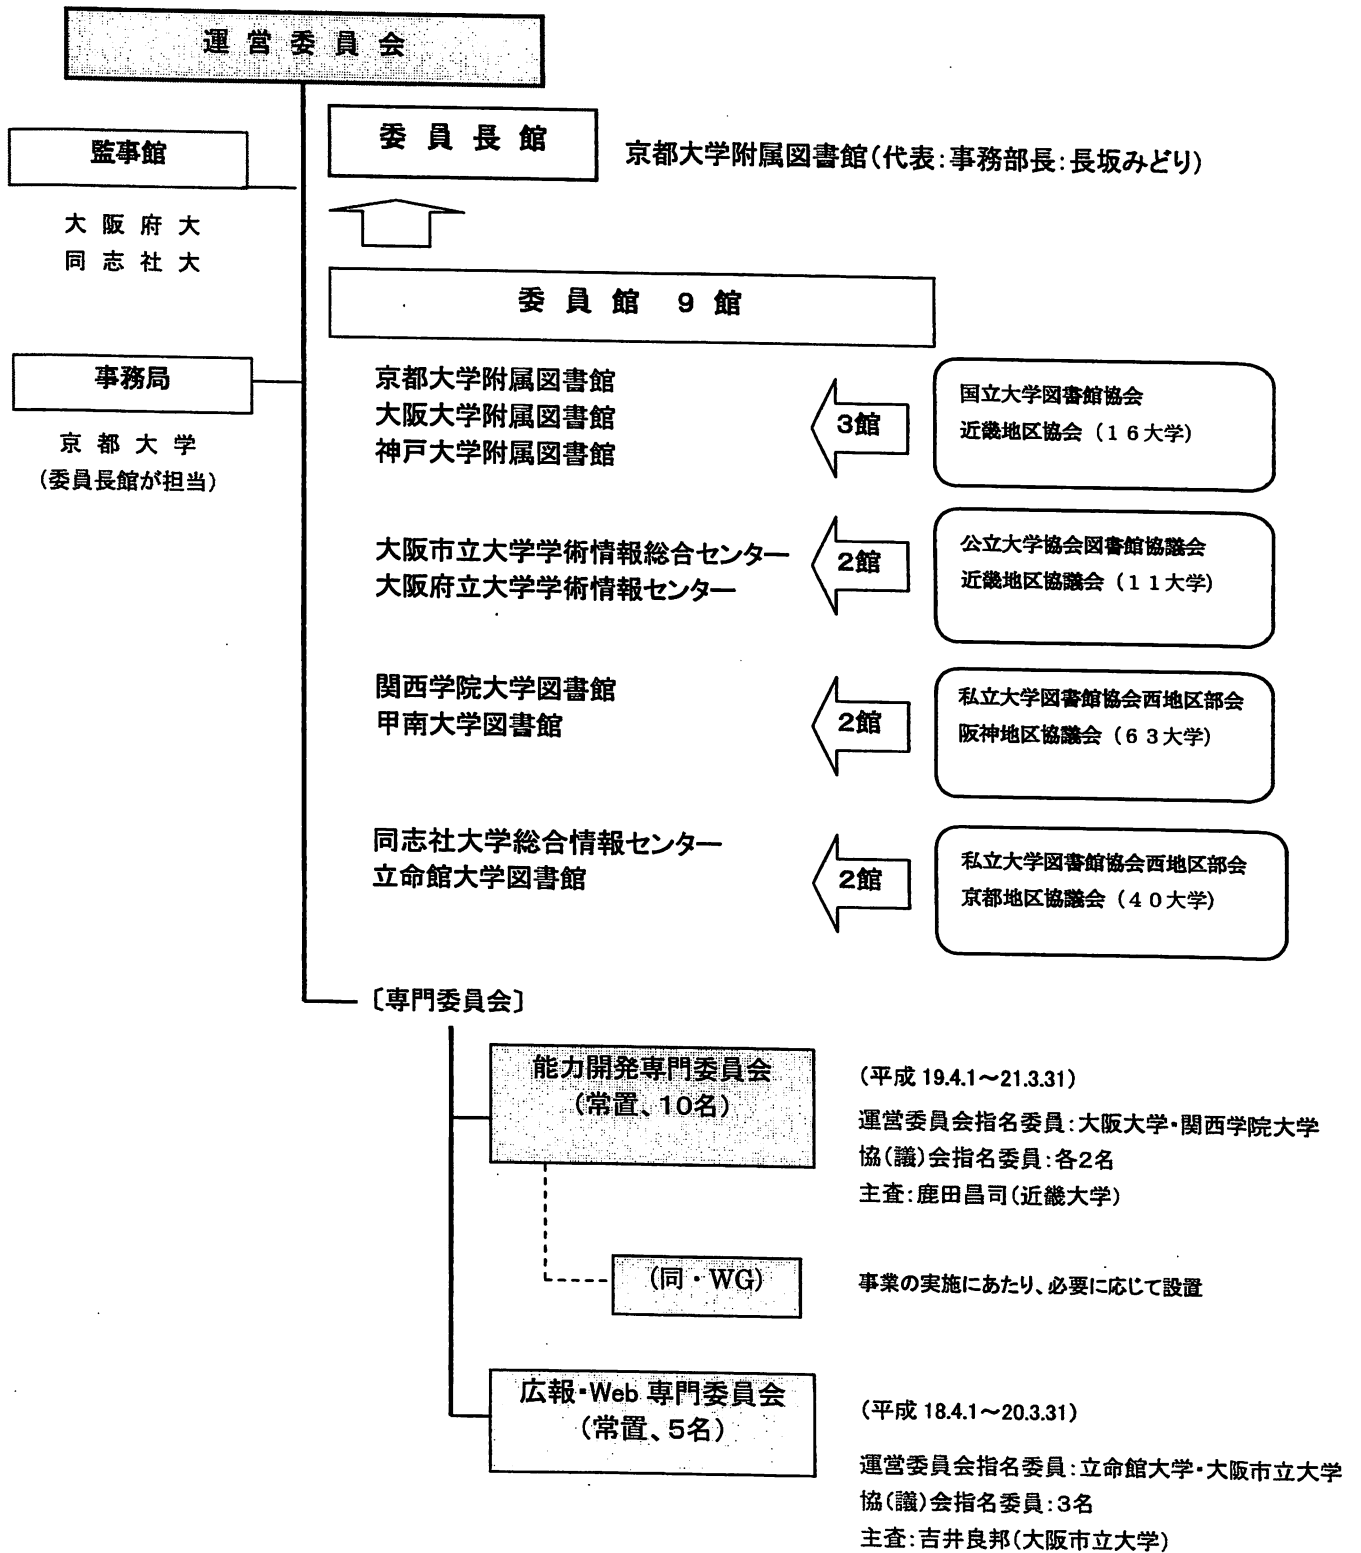 運営委員会
委員長館
京都大学附属図書館(代表:事務部長:長坂みどり)
監事館
大阪府大
同志社大
委員館 9館
事務局
京都大学
(委員長館が担当)
京都大学附属図書館
大阪大学附属図書館
神戸大学附属図書館
3館
国立大学図書館協会
近畿地区協会(16大学)
大阪市立大学学術情報総合センター
大阪府立大学学術情報センター
2館
公立大学協会図書館協議会
近畿地区協議会(11大学)
関西学院大学図書館
甲南大学図書館
2館
私立大学図書館協会西地区部会
阪神地区協議会(63大学)
同志社大学総合情報センター
立命館大学図書館
2館
私立大学図書館協会西地区部会
京都地区協議会(40大学)
〔専門委員会〕
能力開発専門委員会
(常置、10名)
(平成19.4.1~21.3.31)
運営委員会指名委員:大阪大学・関西学院大学
協(議)会指名委員:各2名
主査:鹿田昌司(近畿大学)
(同・WG)
事業の実施にあたり、必要に応じて設置
広報・Web専門委員会
(常置、5名)
(平成18.4.1~20.3.31)
運営委員会指名委員:立命館大学・大阪市立大学
協(議)会指名委員:3名
主査:吉井良邦(大阪市立大学)